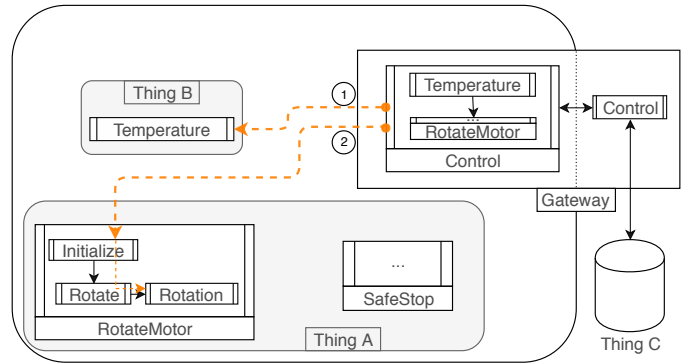 Thing B
Temperature
1
2
Temperature
...
RotateMotor
Control
Control
Gateway
Initialize
Rotate
Rotation
RotateMotor
...
SafeStop
Thing A
Thing C